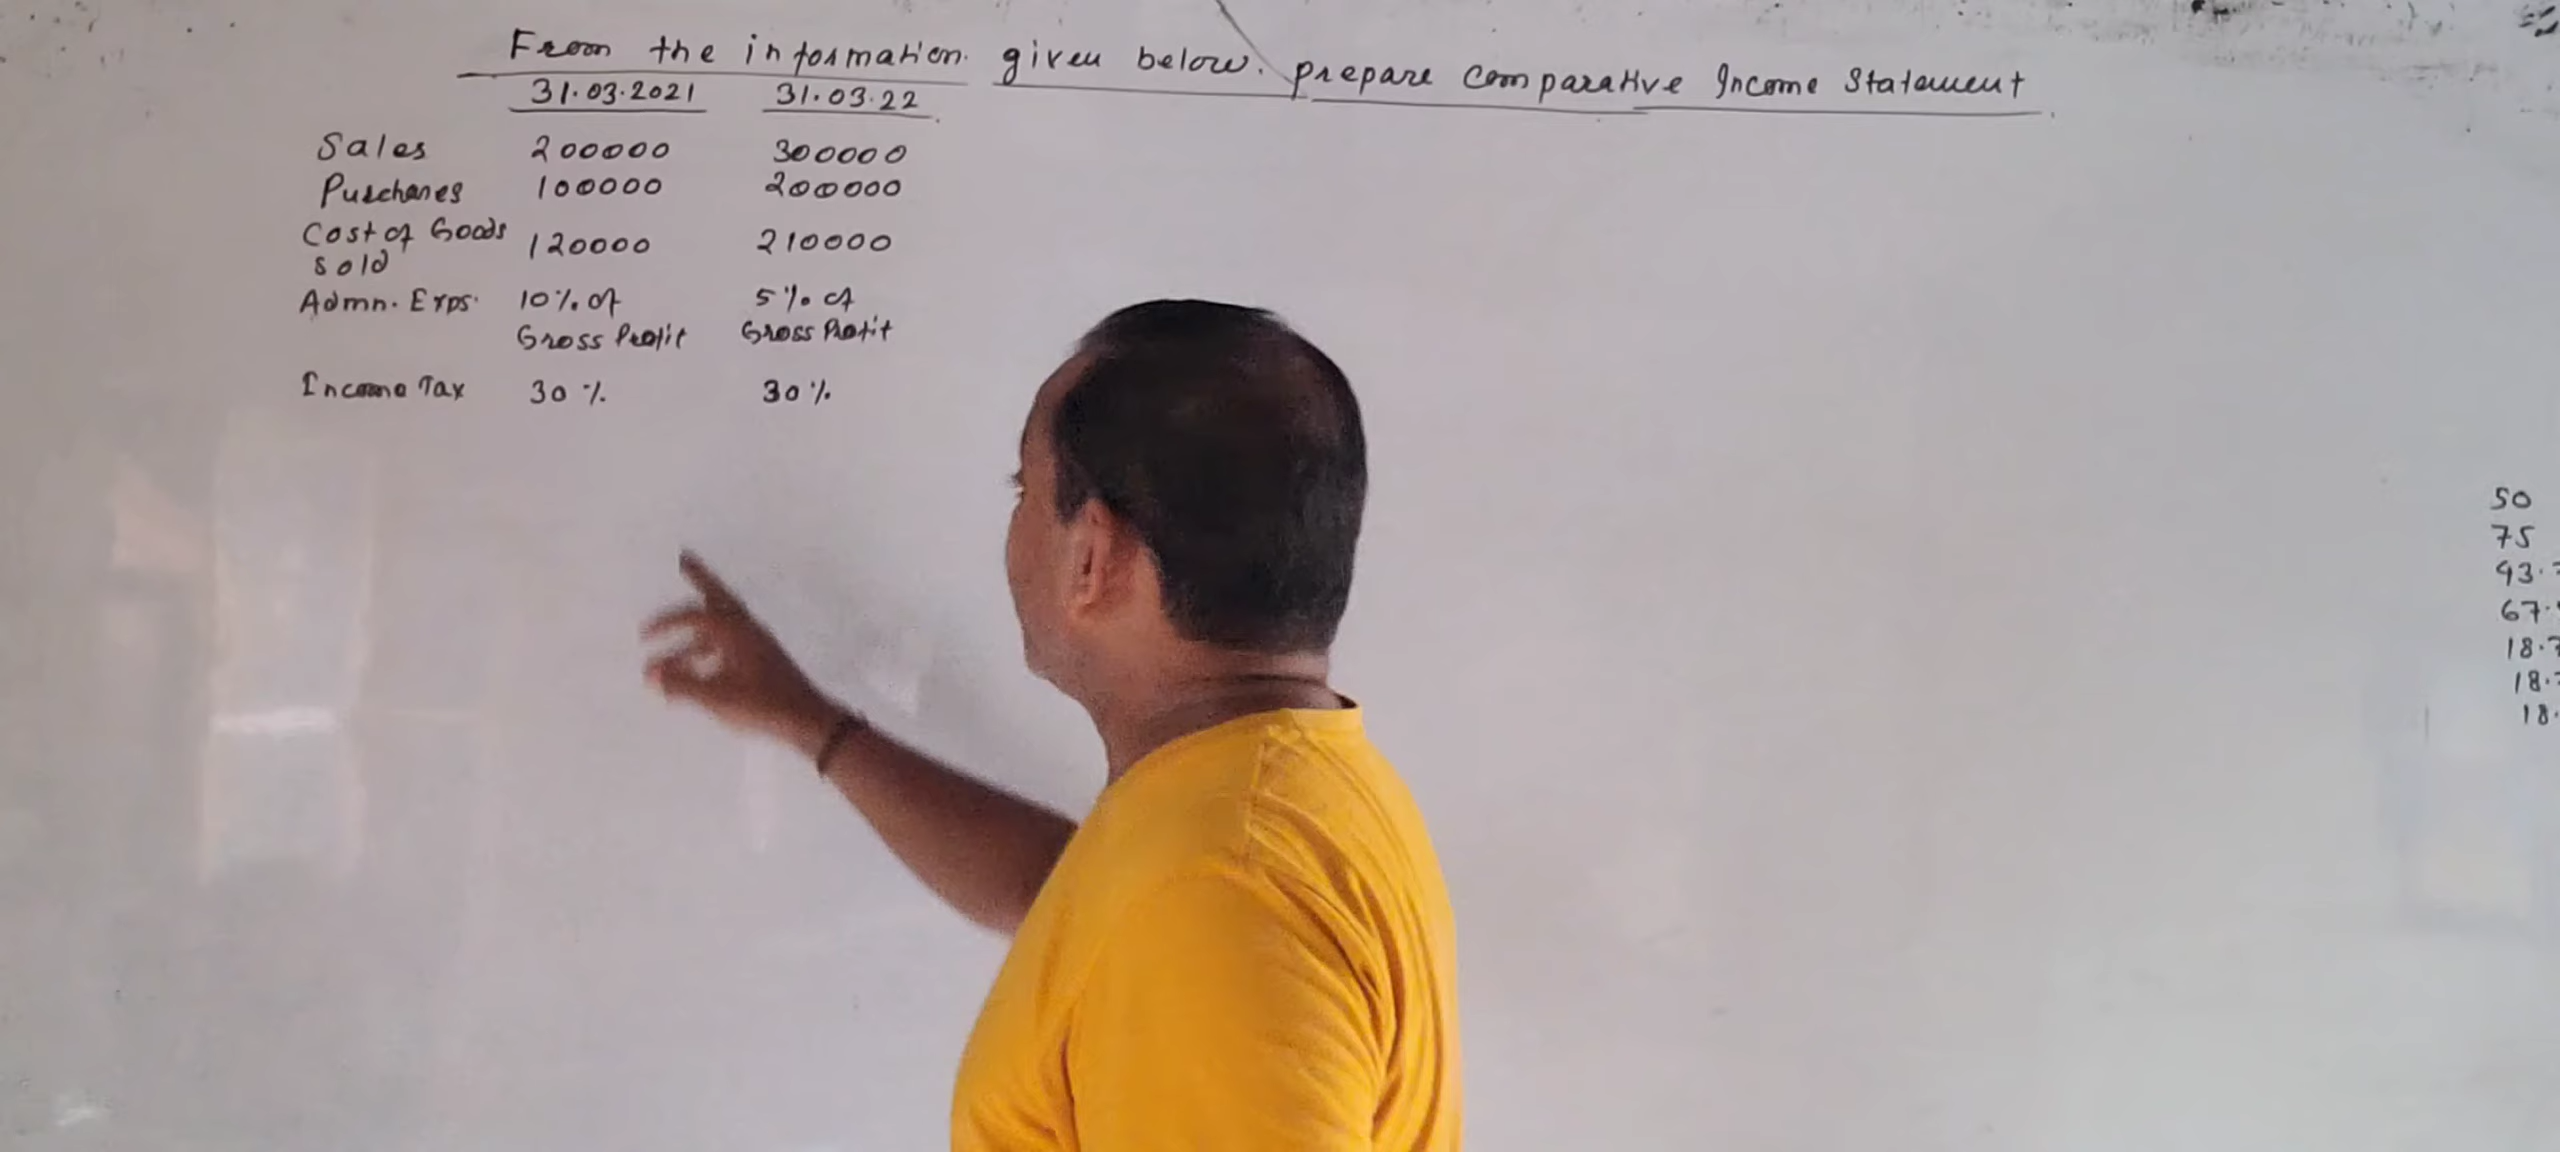 From the information given below. prepare comparative Income Statement
31.03.2021 31.03.22
Sales 200000 300000
Purchases 100000 200000
Cost of Goods sold 120000 210000
Admn. Exps. 10% of Gross Profit 5% of Gross Profit
Income Tax 30% 30%
50
75
93.
67.
18.
18.
18.